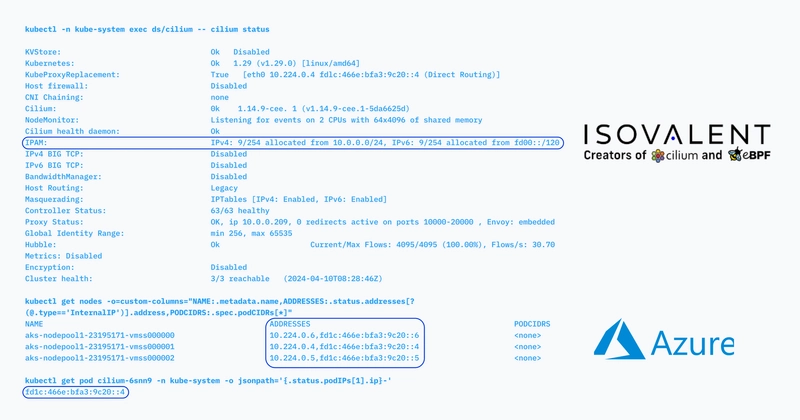 kubectl -n kube-system exec ds/cilium -- cilium status
KVStore: Ok Disabled
Kubernetes: Ok 1.29 (v1.29.0) [linux/amd64]
KubeProxyReplacement: True [eth0 10.224.0.4 fd1c:466e:bfa3:9c20::4 (Direct Routing)]
Host firewall: Disabled
CNI Chaining: none
Cilium: 0k 1.14.9-cee. 1 (v1.14.9-cee.1-5da6625d)
NodeMonitor: Listening for events on 2 CPUs with 64x4096 of shared memory
Cilium health daemon: Ok
IPAM: IPv4: 9/254 allocated from 10.0.0.0/24, IPv6: 9/254 allocated from fd00::/120
IPv4 BIG TCP: Disabled
IPv6 BIG TCP: Disabled
BandwidthManager: Disabled
Host Routing: Legacy
Masquerading: IPTables [IPv4: Enabled, IPv6: Enabled]
Controller Status: 63/63 healthy
Proxy Status: OK, ip 10.0.0.209, 0 redirects active on ports 10000-20000 , Envoy: embedded
Global Identity Range: min 256, max 65535
Hubble: Ok Current/Max Flows: 4095/4095 (100.00%), Flows/s: 30.70
Metrics: Disabled
Encryption: Disabled
Cluster health: 3/3 reachable (2024-04-10T08:28:46Z)
kubectl get nodes -o=custom-columns="NAME:.metadata.name,ADDRESSES:.status.addresses[?
(@.type=='InternalIP')].address,PODCIDRS:.spec.podCIDRs[*]"
NAME ADDRESSES PODCIDRS
aks-nodepool1-23195171-vmss000000 10.224.0.6,fd1c:466e:bfa3:9c20::6 <none>
aks-nodepool1-23195171-vmss000001 10.224.0.4,fd1c:466e:bfa3:9c20::4 <none>
aks-nodepool1-23195171-vmss000002 10.224.0.5,fd1c:466e:bfa3:9c20::5 <none>
kubectl get pod cilium-6snn9 -n kube-system -o jsonpath='{.status.podIPs[1].ip}-'
fd1c:466e:bfa3:9c20::4
ISOVALENT
Creators of cilium and eBPF
Azure